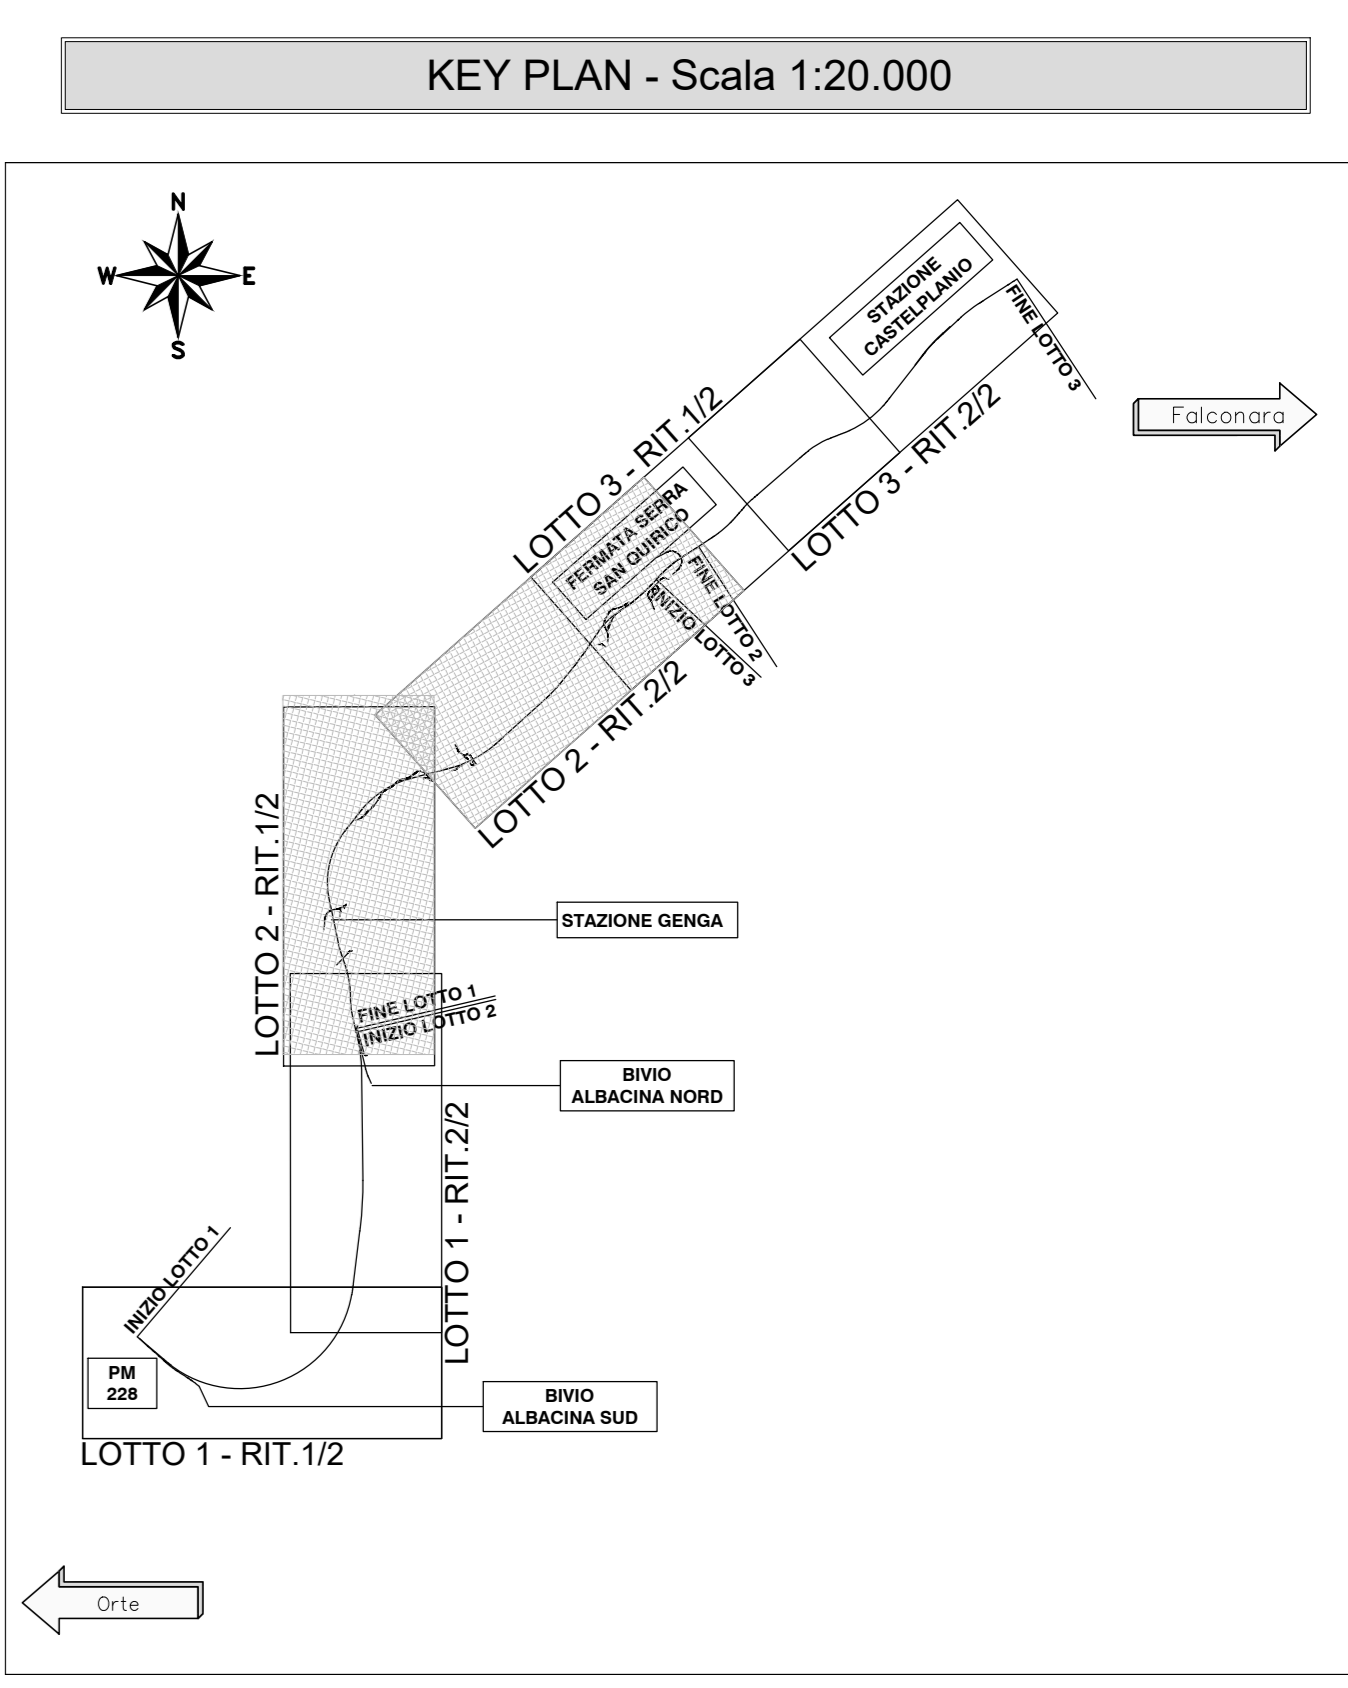 KEY PLAN - Scala 1:20.000
N
W
E
S
STAZIONE
CASTELPLANIO
FINE LOTTO 3
Falconara
LOTTO 3 - RIT.1/2
LOTTO 3 - RIT.2/2
FERMATA SERRA
SAN QUIRICO
FINE LOTTO 2
INIZIO LOTTO 3
LOTTO 2 - RIT.2/2
LOTTO 2 - RIT.1/2
STAZIONE GENGA
FINE LOTTO 1
INIZIO LOTTO 2
BIVIO
ALBACINA NORD
LOTTO 1 - RIT.2/2
INIZIO LOTTO 1
PM
228
BIVIO
ALBACINA SUD
LOTTO 1 - RIT.1/2
Orte